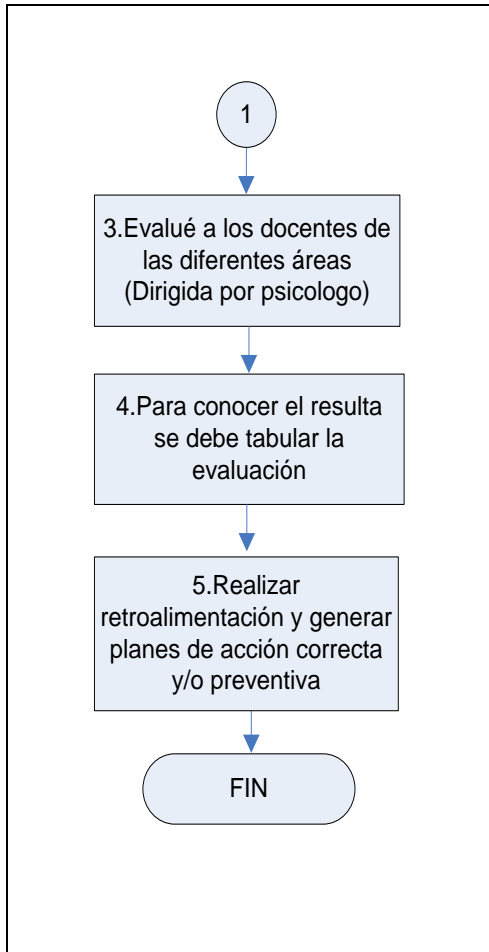 1
3.Evalué a los docentes de
las diferentes áreas
(Dirigida por psicologo)
4.Para conocer el resulta
se debe tabular la
evaluación
5.Realizar
retroalimentación y generar
planes de acción correcta
y/o preventiva
FIN